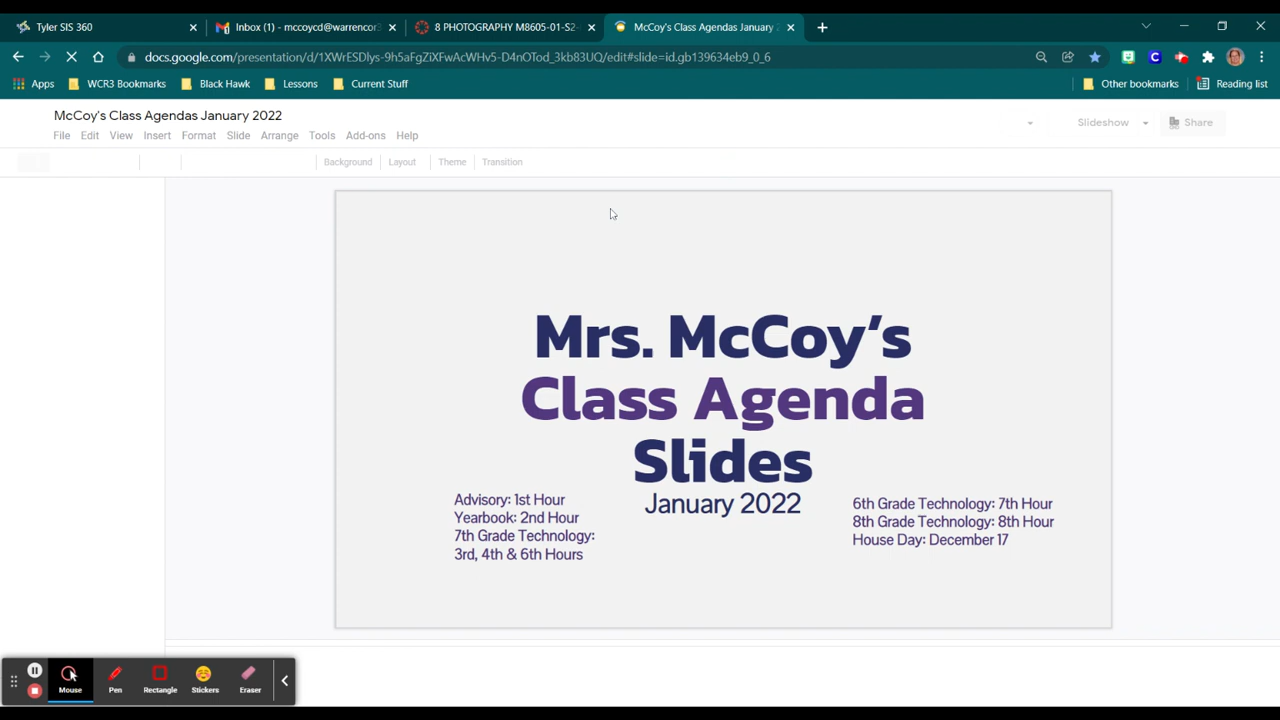 Tyler SIS 360
Inbox (1) - mccoycd@warrencor3
8 PHOTOGRAPHY M8605-01-S2-
McCoy's Class Agendas January 2
docs.google.com/presentation/d/1XWrESDlys-9h5aFgZiXFwAcWHv5-D4nOTod_3kb83UQ/edit#slide=id.gb139634eb9_0_6
Apps
WCR3 Bookmarks
Black Hawk
Lessons
Current Stuff
Other bookmarks
Reading list
McCoy's Class Agendas January 2022
File Edit View Insert Format Slide Arrange Tools Add-ons Help
Slideshow
Share
Background Layout Theme Transition
Mrs. McCoy's
Class Agenda
Slides
January 2022
Advisory: 1st Hour
Yearbook: 2nd Hour
7th Grade Technology:
3rd, 4th & 6th Hours
6th Grade Technology: 7th Hour
8th Grade Technology: 8th Hour
House Day: December 17
Mouse Pen Rectangle Stickers Eraser